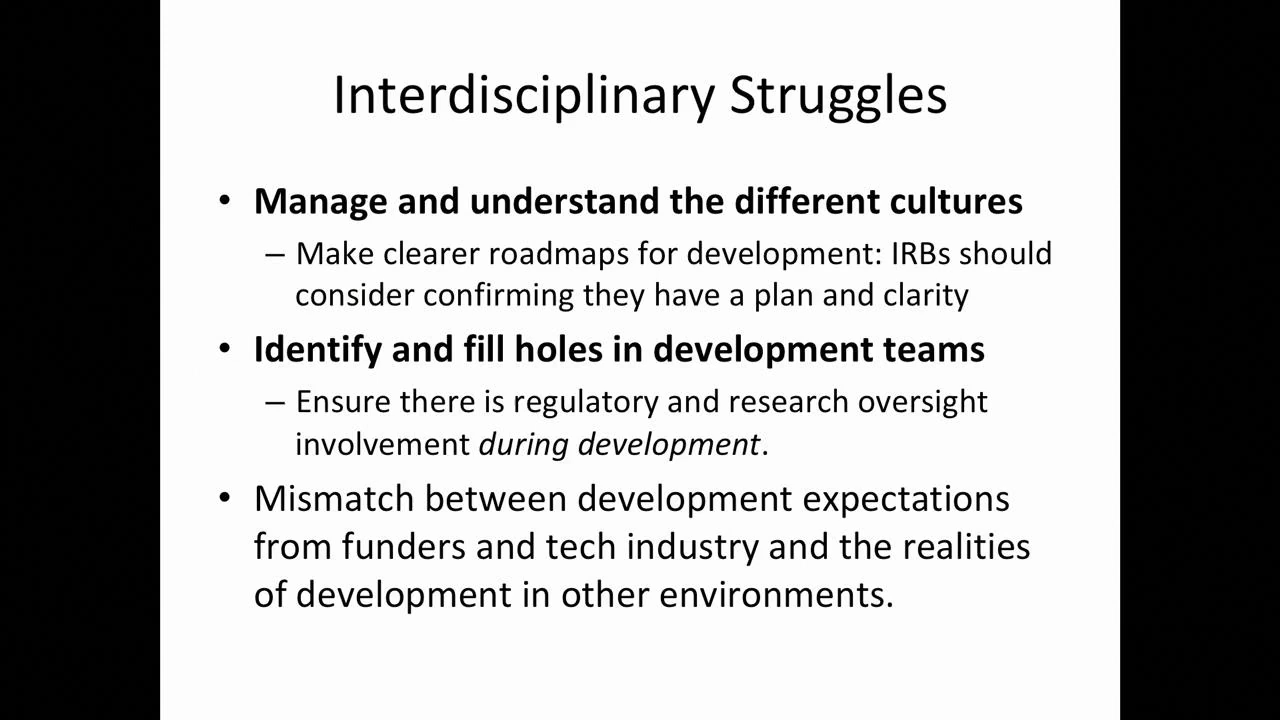 Interdisciplinary Struggles
• Manage and understand the different cultures
– Make clearer roadmaps for development: IRBs should
consider confirming they have a plan and clarity
• Identify and fill holes in development teams
– Ensure there is regulatory and research oversight
involvement during development.
• Mismatch between development expectations
from funders and tech industry and the realities
of development in other environments.